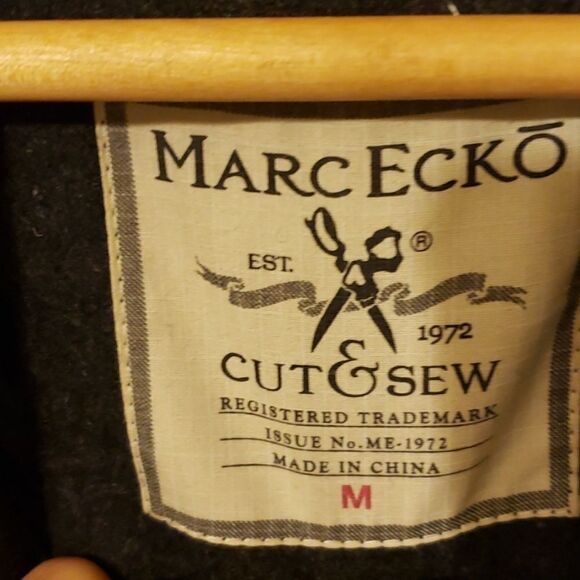 MARC ECKŌ
®
EST.
1972
CUT & SEW
REGISTERED TRADEMARK
ISSUE No. ME-1972
MADE IN CHINA
M